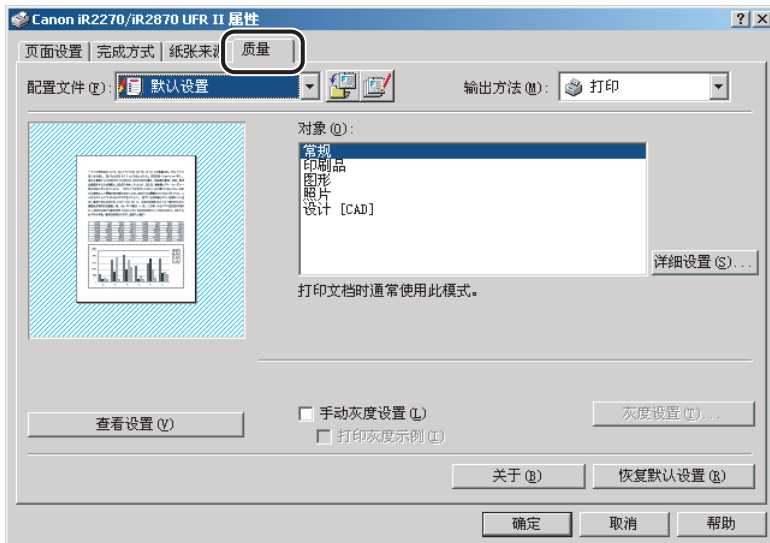 Canon iR2270/iR2870 UFR II 属性
页面设置 完成方式 纸张来 质量
配置文件(F): 默认设置 输出方法(M): 打印
对象(O):
常规
印刷品
图形
照片
设计 [CAD]
详细设置(S)...
打印文档时通常使用此模式。
手动灰度设置(L) 灰度设置(T)...
查看设置(V)
打印灰度示例(I)
关于(B) 恢复默认设置(R)
确定 取消 帮助